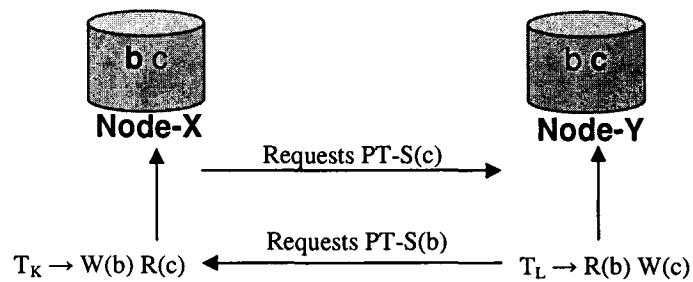 b c
b c
Node-X
Node-Y
Requests PT-S(c)
Requests PT-S(b)
T_K → W(b) R(c)
T_L → R(b) W(c)